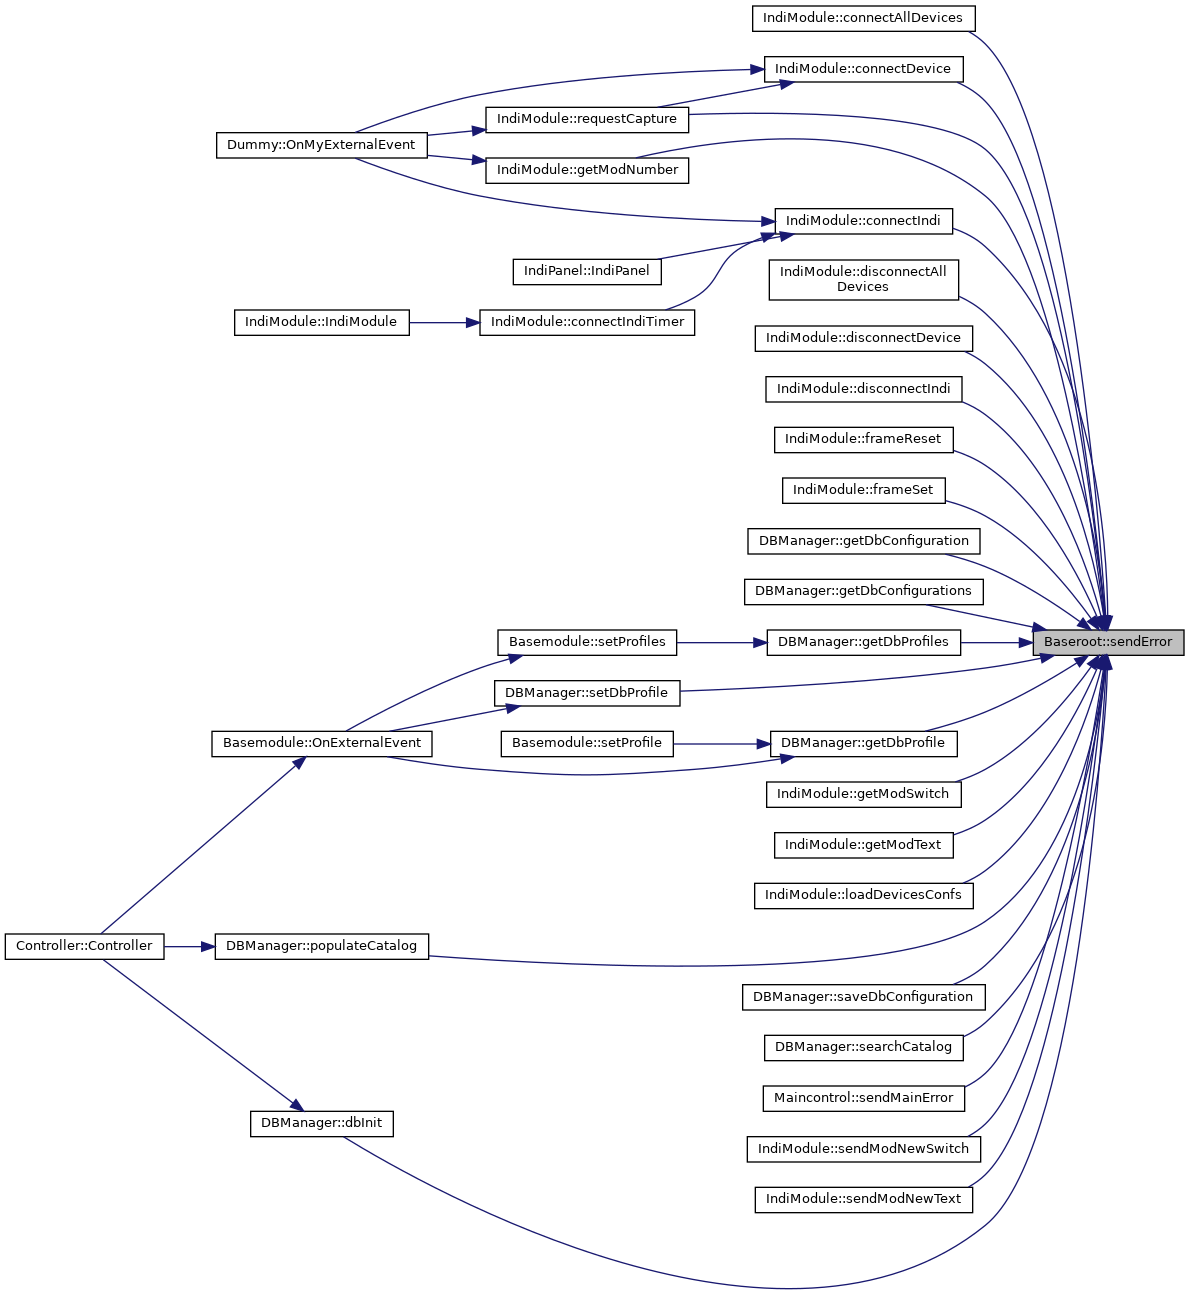 IndiModule::connectAllDevices
IndiModule::connectDevice
IndiModule::requestCapture
Dummy::OnMyExternalEvent
IndiModule::getModNumber
IndiModule::connectIndi
IndiPanel::IndiPanel
IndiModule::disconnectAll
Devices
IndiModule::IndiModule
IndiModule::connectIndiTimer
IndiModule::disconnectDevice
IndiModule::disconnectIndi
IndiModule::frameReset
IndiModule::frameSet
DBManager::getDbConfiguration
DBManager::getDbConfigurations
Basemodule::setProfiles
DBManager::getDbProfiles
Baseroot::sendError
DBManager::setDbProfile
Basemodule::OnExternalEvent
Basemodule::setProfile
DBManager::getDbProfile
IndiModule::getModSwitch
IndiModule::getModText
IndiModule::loadDevicesConfs
Controller::Controller
DBManager::populateCatalog
DBManager::saveDbConfiguration
DBManager::searchCatalog
Maincontrol::sendMainError
DBManager::dbInit
IndiModule::sendModNewSwitch
IndiModule::sendModNewText